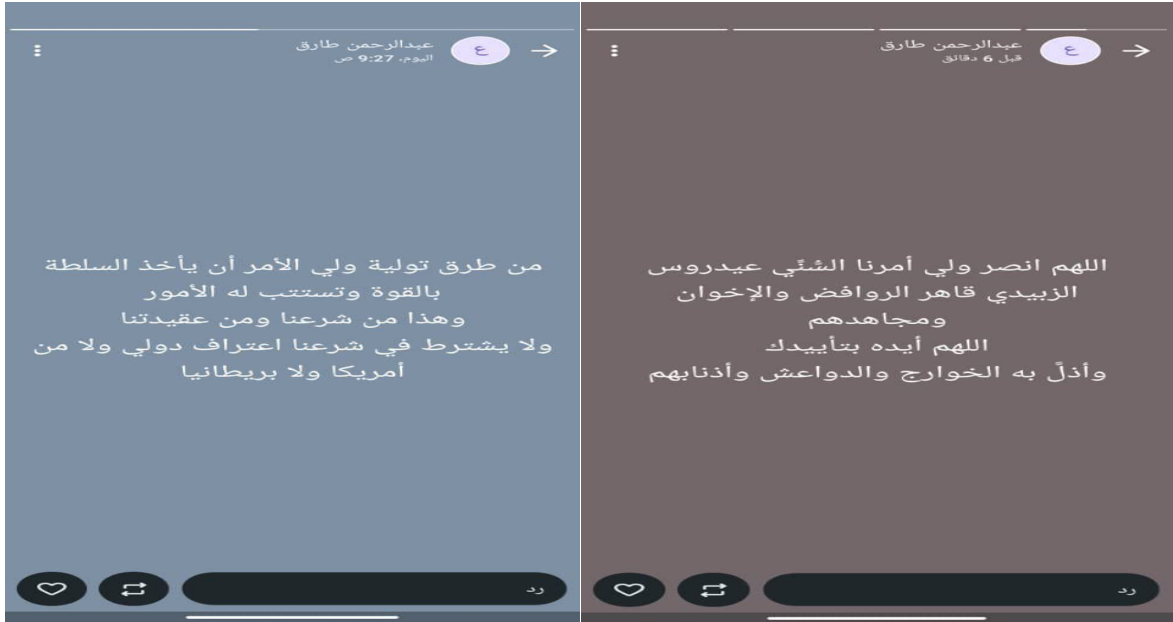 عبدالرحمن طارق
قبل 6 دقائق
اللهم انصر ولي أمرنا السُنّي عيدروس
الزبيدي قاهر الروافض والإخوان
ومجاهدهم
اللهم أيده بتأييدك
وأذلَّ به الخوارج والدواعش وأذنابهم
رد
عبدالرحمن طارق
اليوم، 9:27 ص
من طرق تولية ولي الأمر أن يأخذ السلطة
بالقوة وتستتب له الأمور
وهذا من شرعنا ومن عقيدتنا
ولا يشترط في شرعنا اعتراف دولي ولا من
أمريكا ولا بريطانيا
رد
ع
ع